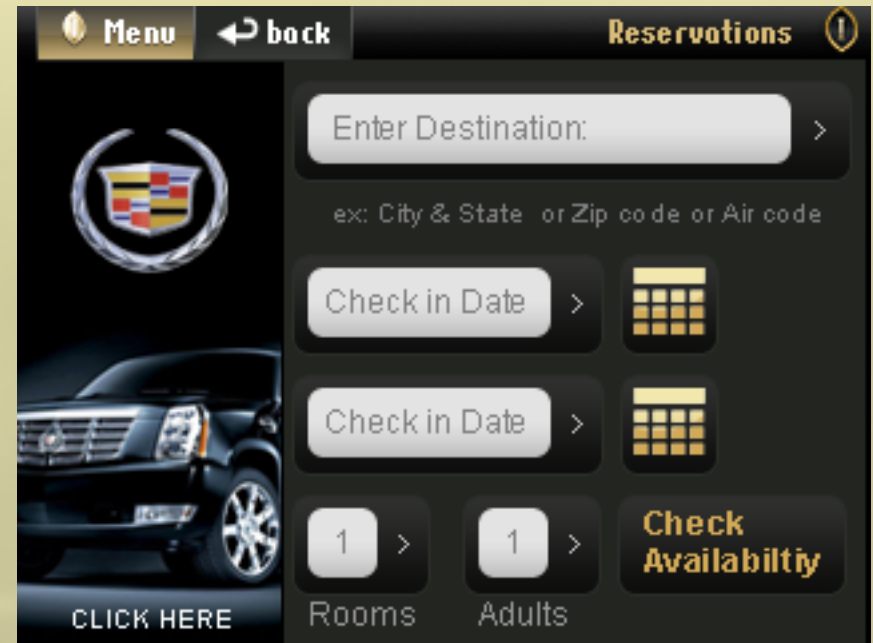 Menu
back
Reservations
Enter Destination:
>
ex: City & State or Zip code or Air code
Check in Date
>
Check in Date
>
1
>
1
>
Check
Availabiltiy
Rooms
Adults
CLICK HERE